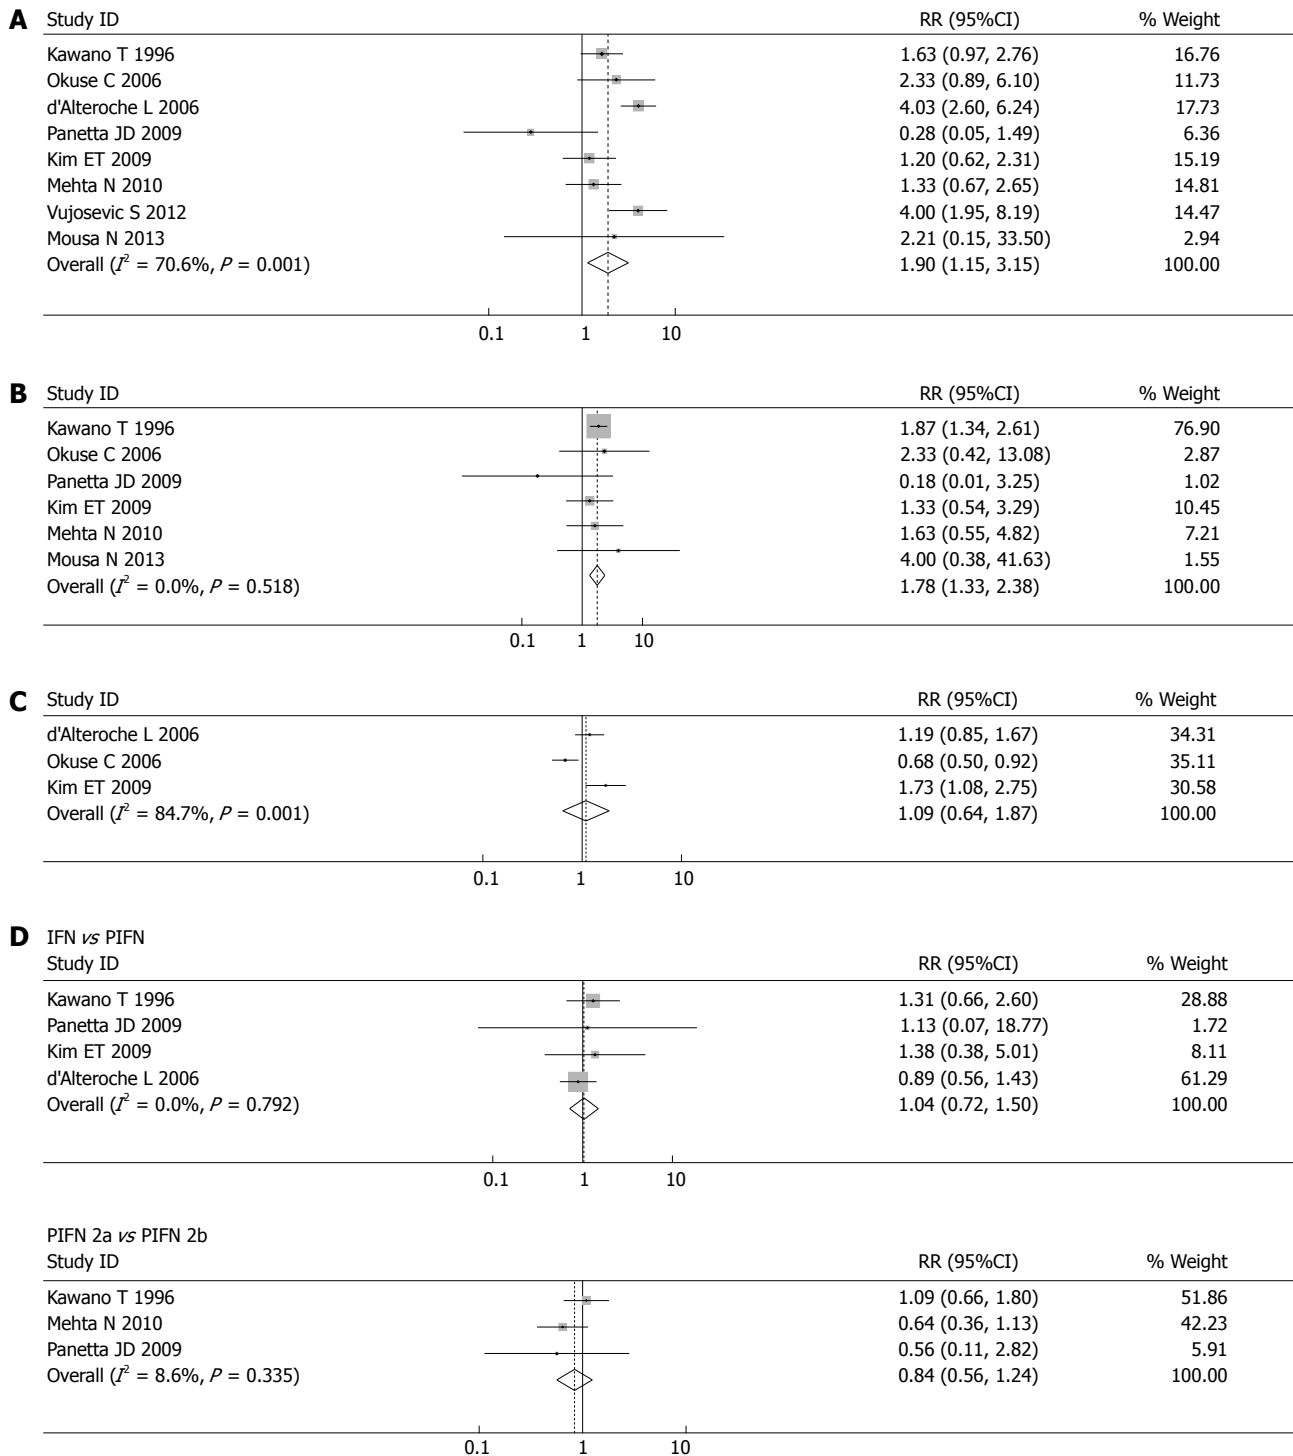 A Study ID RR (95%CI) % Weight
Kawano T 1996 1.63 (0.97, 2.76) 16.76
Okuse C 2006 2.33 (0.89, 6.10) 11.73
d'Alteroche L 2006 4.03 (2.60, 6.24) 17.73
Panetta JD 2009 0.28 (0.05, 1.49) 6.36
Kim ET 2009 1.20 (0.62, 2.31) 15.19
Mehta N 2010 1.33 (0.67, 2.65) 14.81
Vujosevic S 2012 4.00 (1.95, 8.19) 14.47
Mousa N 2013 2.21 (0.15, 33.50) 2.94
Overall (I² = 70.6%, P = 0.001) 1.90 (1.15, 3.15) 100.00
0.1 1 10
B Study ID RR (95%CI) % Weight
Kawano T 1996 1.87 (1.34, 2.61) 76.90
Okuse C 2006 2.33 (0.42, 13.08) 2.87
Panetta JD 2009 0.18 (0.01, 3.25) 1.02
Kim ET 2009 1.33 (0.54, 3.29) 10.45
Mehta N 2010 1.63 (0.55, 4.82) 7.21
Mousa N 2013 4.00 (0.38, 41.63) 1.55
Overall (I² = 0.0%, P = 0.518) 1.78 (1.33, 2.38) 100.00
0.1 1 10
C Study ID RR (95%CI) % Weight
d'Alteroche L 2006 1.19 (0.85, 1.67) 34.31
Okuse C 2006 0.68 (0.50, 0.92) 35.11
Kim ET 2009 1.73 (1.08, 2.75) 30.58
Overall (I² = 84.7%, P = 0.001) 1.09 (0.64, 1.87) 100.00
0.1 1 10
D IFN vs PIFN
Study ID RR (95%CI) % Weight
Kawano T 1996 1.31 (0.66, 2.60) 28.88
Panetta JD 2009 1.13 (0.07, 18.77) 1.72
Kim ET 2009 1.38 (0.38, 5.01) 8.11
d'Alteroche L 2006 0.89 (0.56, 1.43) 61.29
Overall (I² = 0.0%, P = 0.792) 1.04 (0.72, 1.50) 100.00
0.1 1 10
PIFN 2a vs PIFN 2b
Study ID RR (95%CI) % Weight
Kawano T 1996 1.09 (0.66, 1.80) 51.86
Mehta N 2010 0.64 (0.36, 1.13) 42.23
Panetta JD 2009 0.56 (0.11, 2.82) 5.91
Overall (I² = 8.6%, P = 0.335) 0.84 (0.56, 1.24) 100.00
0.1 1 10